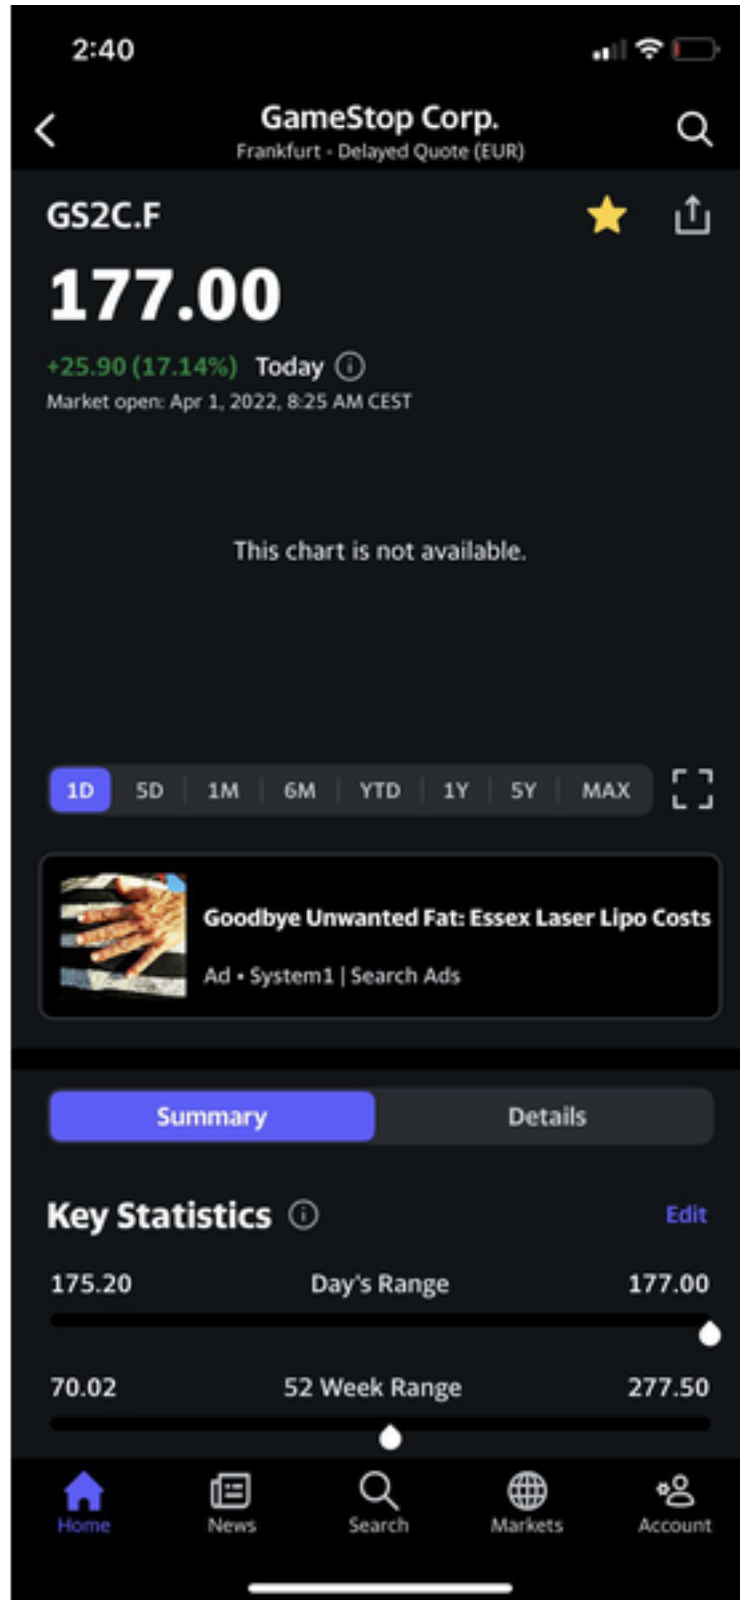 2:40
GameStop Corp.
Frankfurt - Delayed Quote (EUR)
GS2C.F
177.00
+25.90 (17.14%) Today
Market open: Apr 1, 2022, 8:25 AM CEST
This chart is not available.
1D 5D 1M 6M YTD 1Y 5Y MAX
Goodbye Unwanted Fat: Essex Laser Lipo Costs
Ad • System1 | Search Ads
Summary Details
Key Statistics Edit
175.20 Day's Range 177.00
70.02 52 Week Range 277.50
Home News Search Markets Account